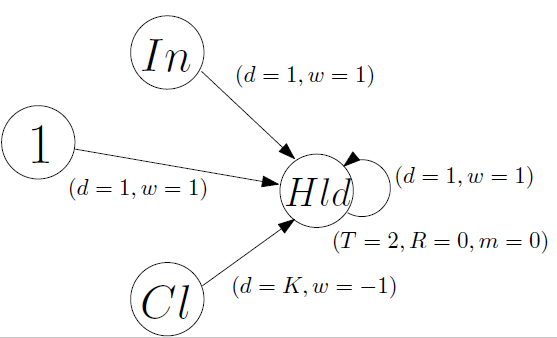 In
(d = 1, w = 1)
1
(d = 1, w = 1)
Hld
(d = 1, w = 1)
(T = 2, R = 0, m = 0)
Cl
(d = K, w = −1)